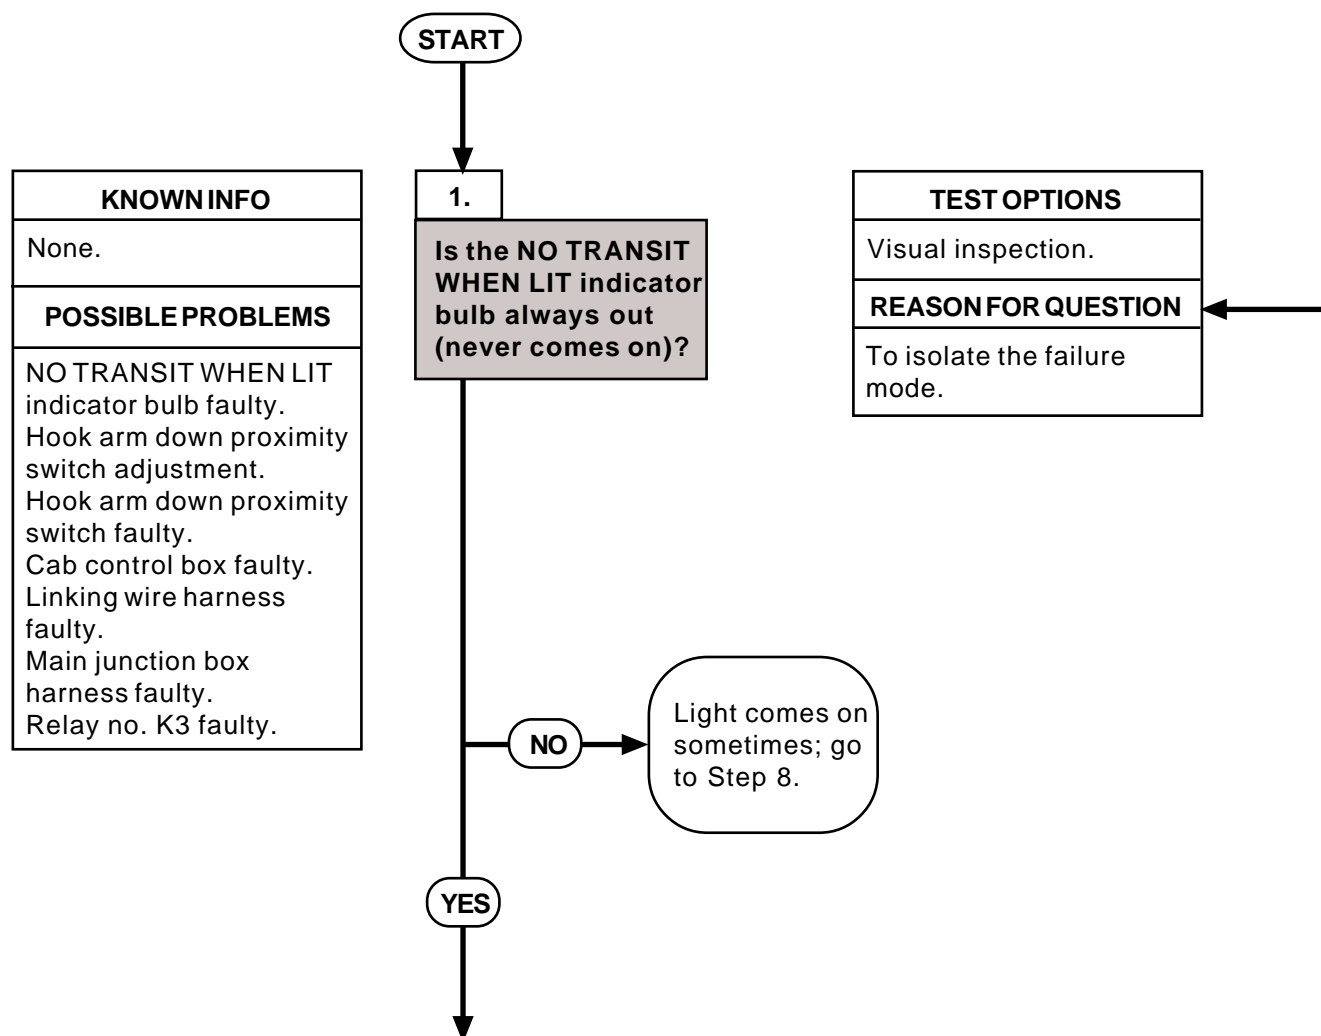 START
KNOWN INFO
None.
POSSIBLE PROBLEMS
NO TRANSIT WHEN LIT
indicator bulb faulty.
Hook arm down proximity
switch adjustment.
Hook arm down proximity
switch faulty.
Cab control box faulty.
Linking wire harness
faulty.
Main junction box
harness faulty.
Relay no. K3 faulty.
1.
Is the NO TRANSIT
WHEN LIT indicator
bulb always out
(never comes on)?
TEST OPTIONS
Visual inspection.
REASON FOR QUESTION
To isolate the failure
mode.
NO
Light comes on
sometimes; go
to Step 8.
YES